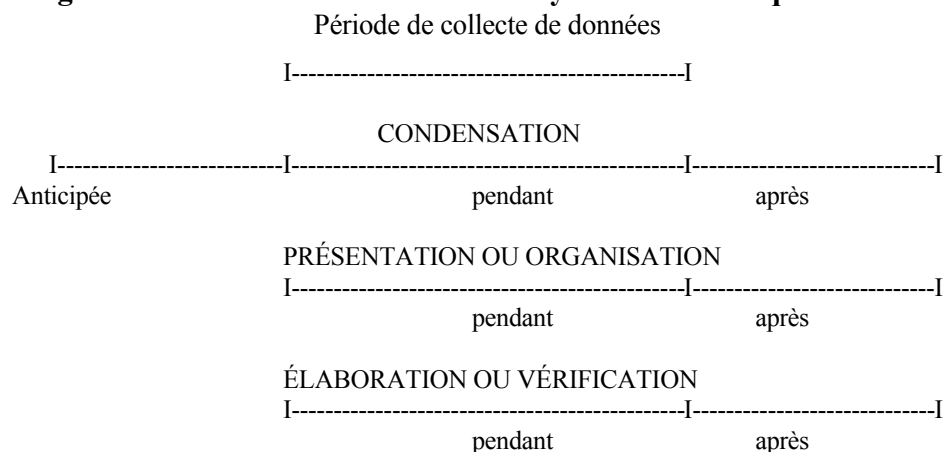 Période de collecte de données
I-----------------------------------------------I
CONDENSATION
I---------------------------I-----------------------------------------------I-----------------------------I
Anticipée pendant après
PRÉSENTATION OU ORGANISATION
I-----------------------------------------------I-----------------------------I
pendant après
ÉLABORATION OU VÉRIFICATION
I-----------------------------------------------I-----------------------------I
pendant après